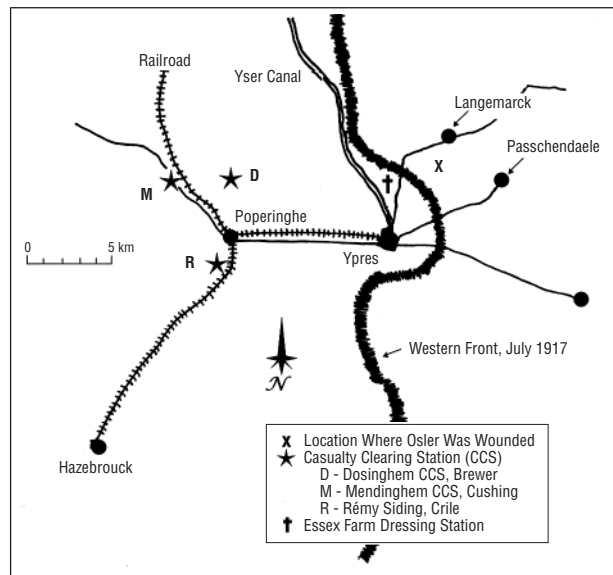 Railroad
Yser Canal
Langemarck
Passchendaele
X
M
D
Poperinghe
0 5 km
R
Ypres
N
Western Front, July 1917
Hazebrouck
X Location Where Osler Was Wounded
★ Casualty Clearing Station (CCS)
D - Dosinghem CCS, Brewer
M - Mendinghem CCS, Cushing
R - Rémy Siding, Crile
✝ Essex Farm Dressing Station